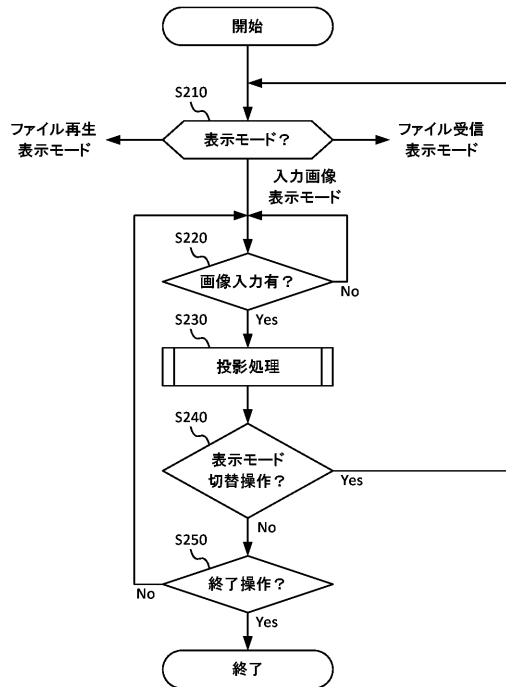 開始
S210
ファイル再生
表示モード
表示モード？
ファイル受信
表示モード
入力画像
表示モード
S220
画像入力有？
No
Yes
S230
投影処理
S240
表示モード
切替操作？
Yes
No
S250
終了操作？
No
Yes
終了